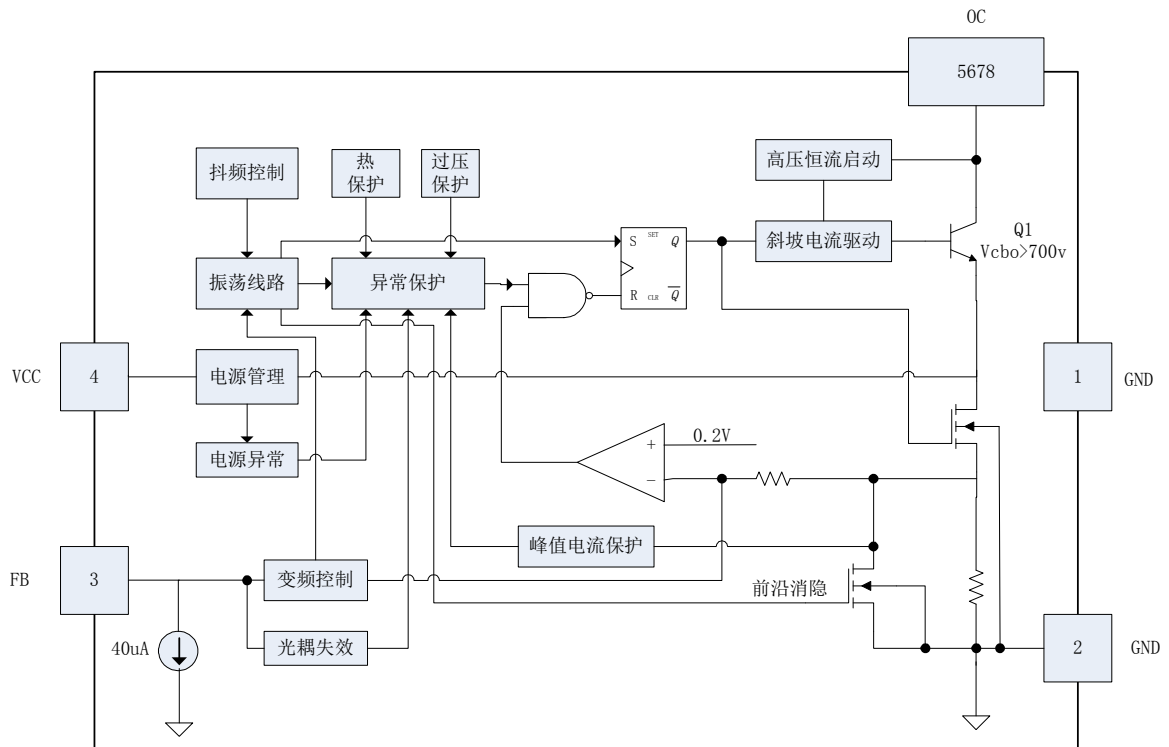 OC
5678
高压恒流启动
抖频控制
热
保护
过压
保护
S
SET
Q
斜坡电流驱动
Q1
Vcbo>700v
振荡线路
异常保护
R
CLR
Q
VCC
4
电源管理
1
GND
电源异常
+
0.2V
−
峰值电流保护
FB
3
变频控制
前沿消隐
40uA
光耦失效
2
GND